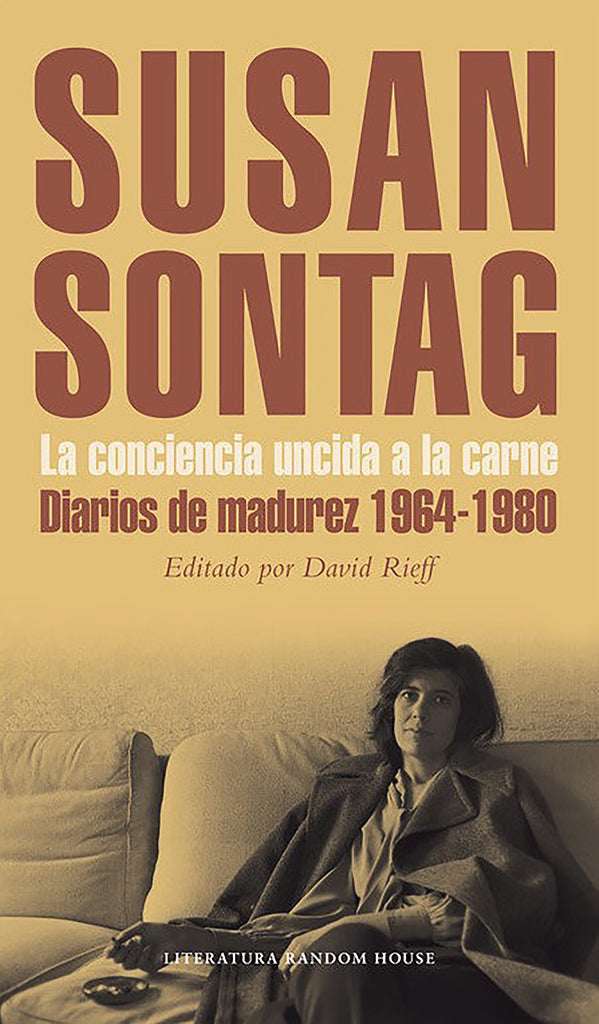 SUSAN
SONTAG
La conciencia uncida a la carne
Diarios de madurez 1964-1980
Editado por David Rieff
LITERATURA RANDOM HOUSE